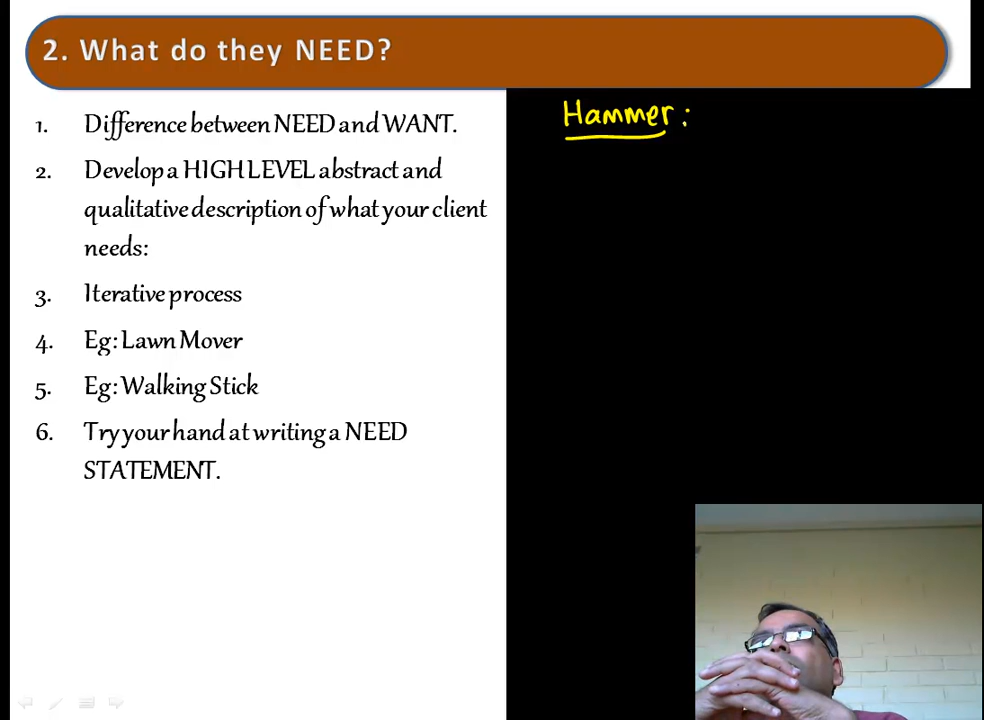 2. What do they NEED?
1. Difference between NEED and WANT.
2. Develop a HIGH LEVEL abstract and
qualitative description of what your client
needs:
3. Iterative process
4. Eg: Lawn Mover
5. Eg: Walking Stick
6. Try your hand at writing a NEED
STATEMENT.
Hammer: